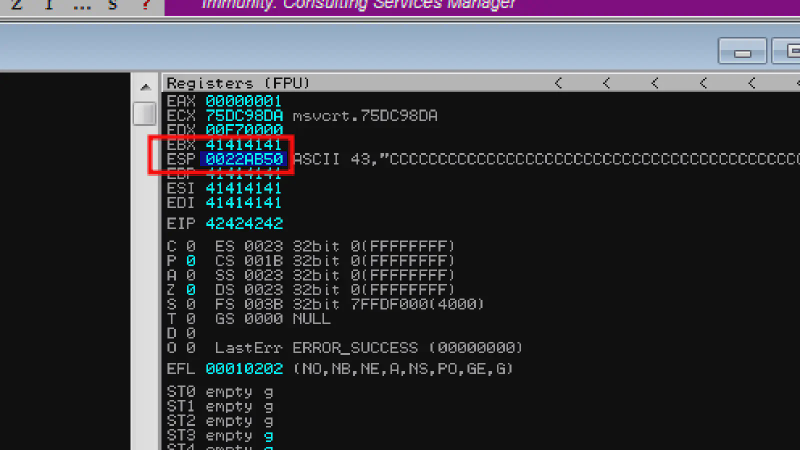 z r ... s ?
Immunity: Consulting Services Manager
Registers (FPU) < < < < <
EAX 00000001
ECX 75DC98DA msvcrt.75DC98DA
EDX 00F70000
EBX 41414141
ESP 0022AB50 ASCII 43,"CCCCCCCCCCCCCCCCCCCCCCCCCCCCCCCCCCCCCCCCCC
EBP 41414141
ESI 41414141
EDI 41414141
EIP 42424242
C 0 ES 0023 32bit 0(FFFFFFFF)
P 0 CS 001B 32bit 0(FFFFFFFF)
A 0 SS 0023 32bit 0(FFFFFFFF)
Z 0 DS 0023 32bit 0(FFFFFFFF)
S 0 FS 003B 32bit 7FFDF000(4000)
T 0 GS 0000 NULL
D 0
O 0 LastErr ERROR_SUCCESS (00000000)
EFL 00010202 (NO,NB,NE,A,NS,PO,GE,G)
ST0 empty g
ST1 empty g
ST2 empty g
ST3 empty g
ST4 empty g